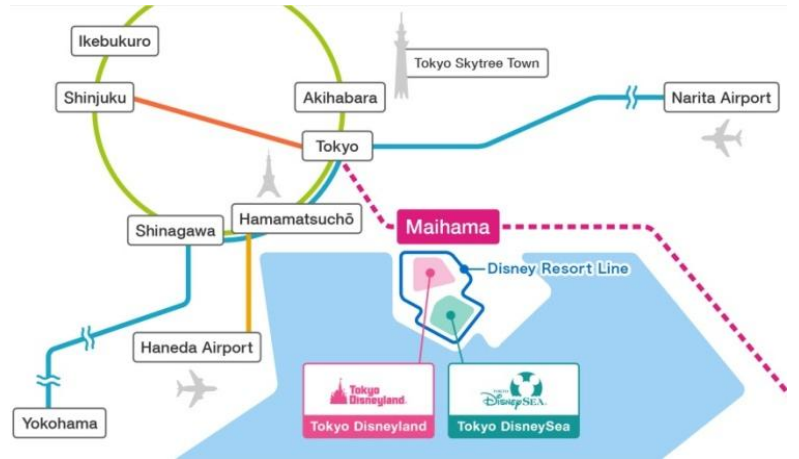 Ikebukuro
Tokyo Skytree Town
Shinjuku
Akihabara
Narita Airport
Tokyo
Hamamatsuchō
Shinagawa
Maihama
Disney Resort Line
Haneda Airport
Tokyo
Disneyland
TOKYO
DisneySEA
Yokohama
Tokyo Disneyland
Tokyo DisneySea